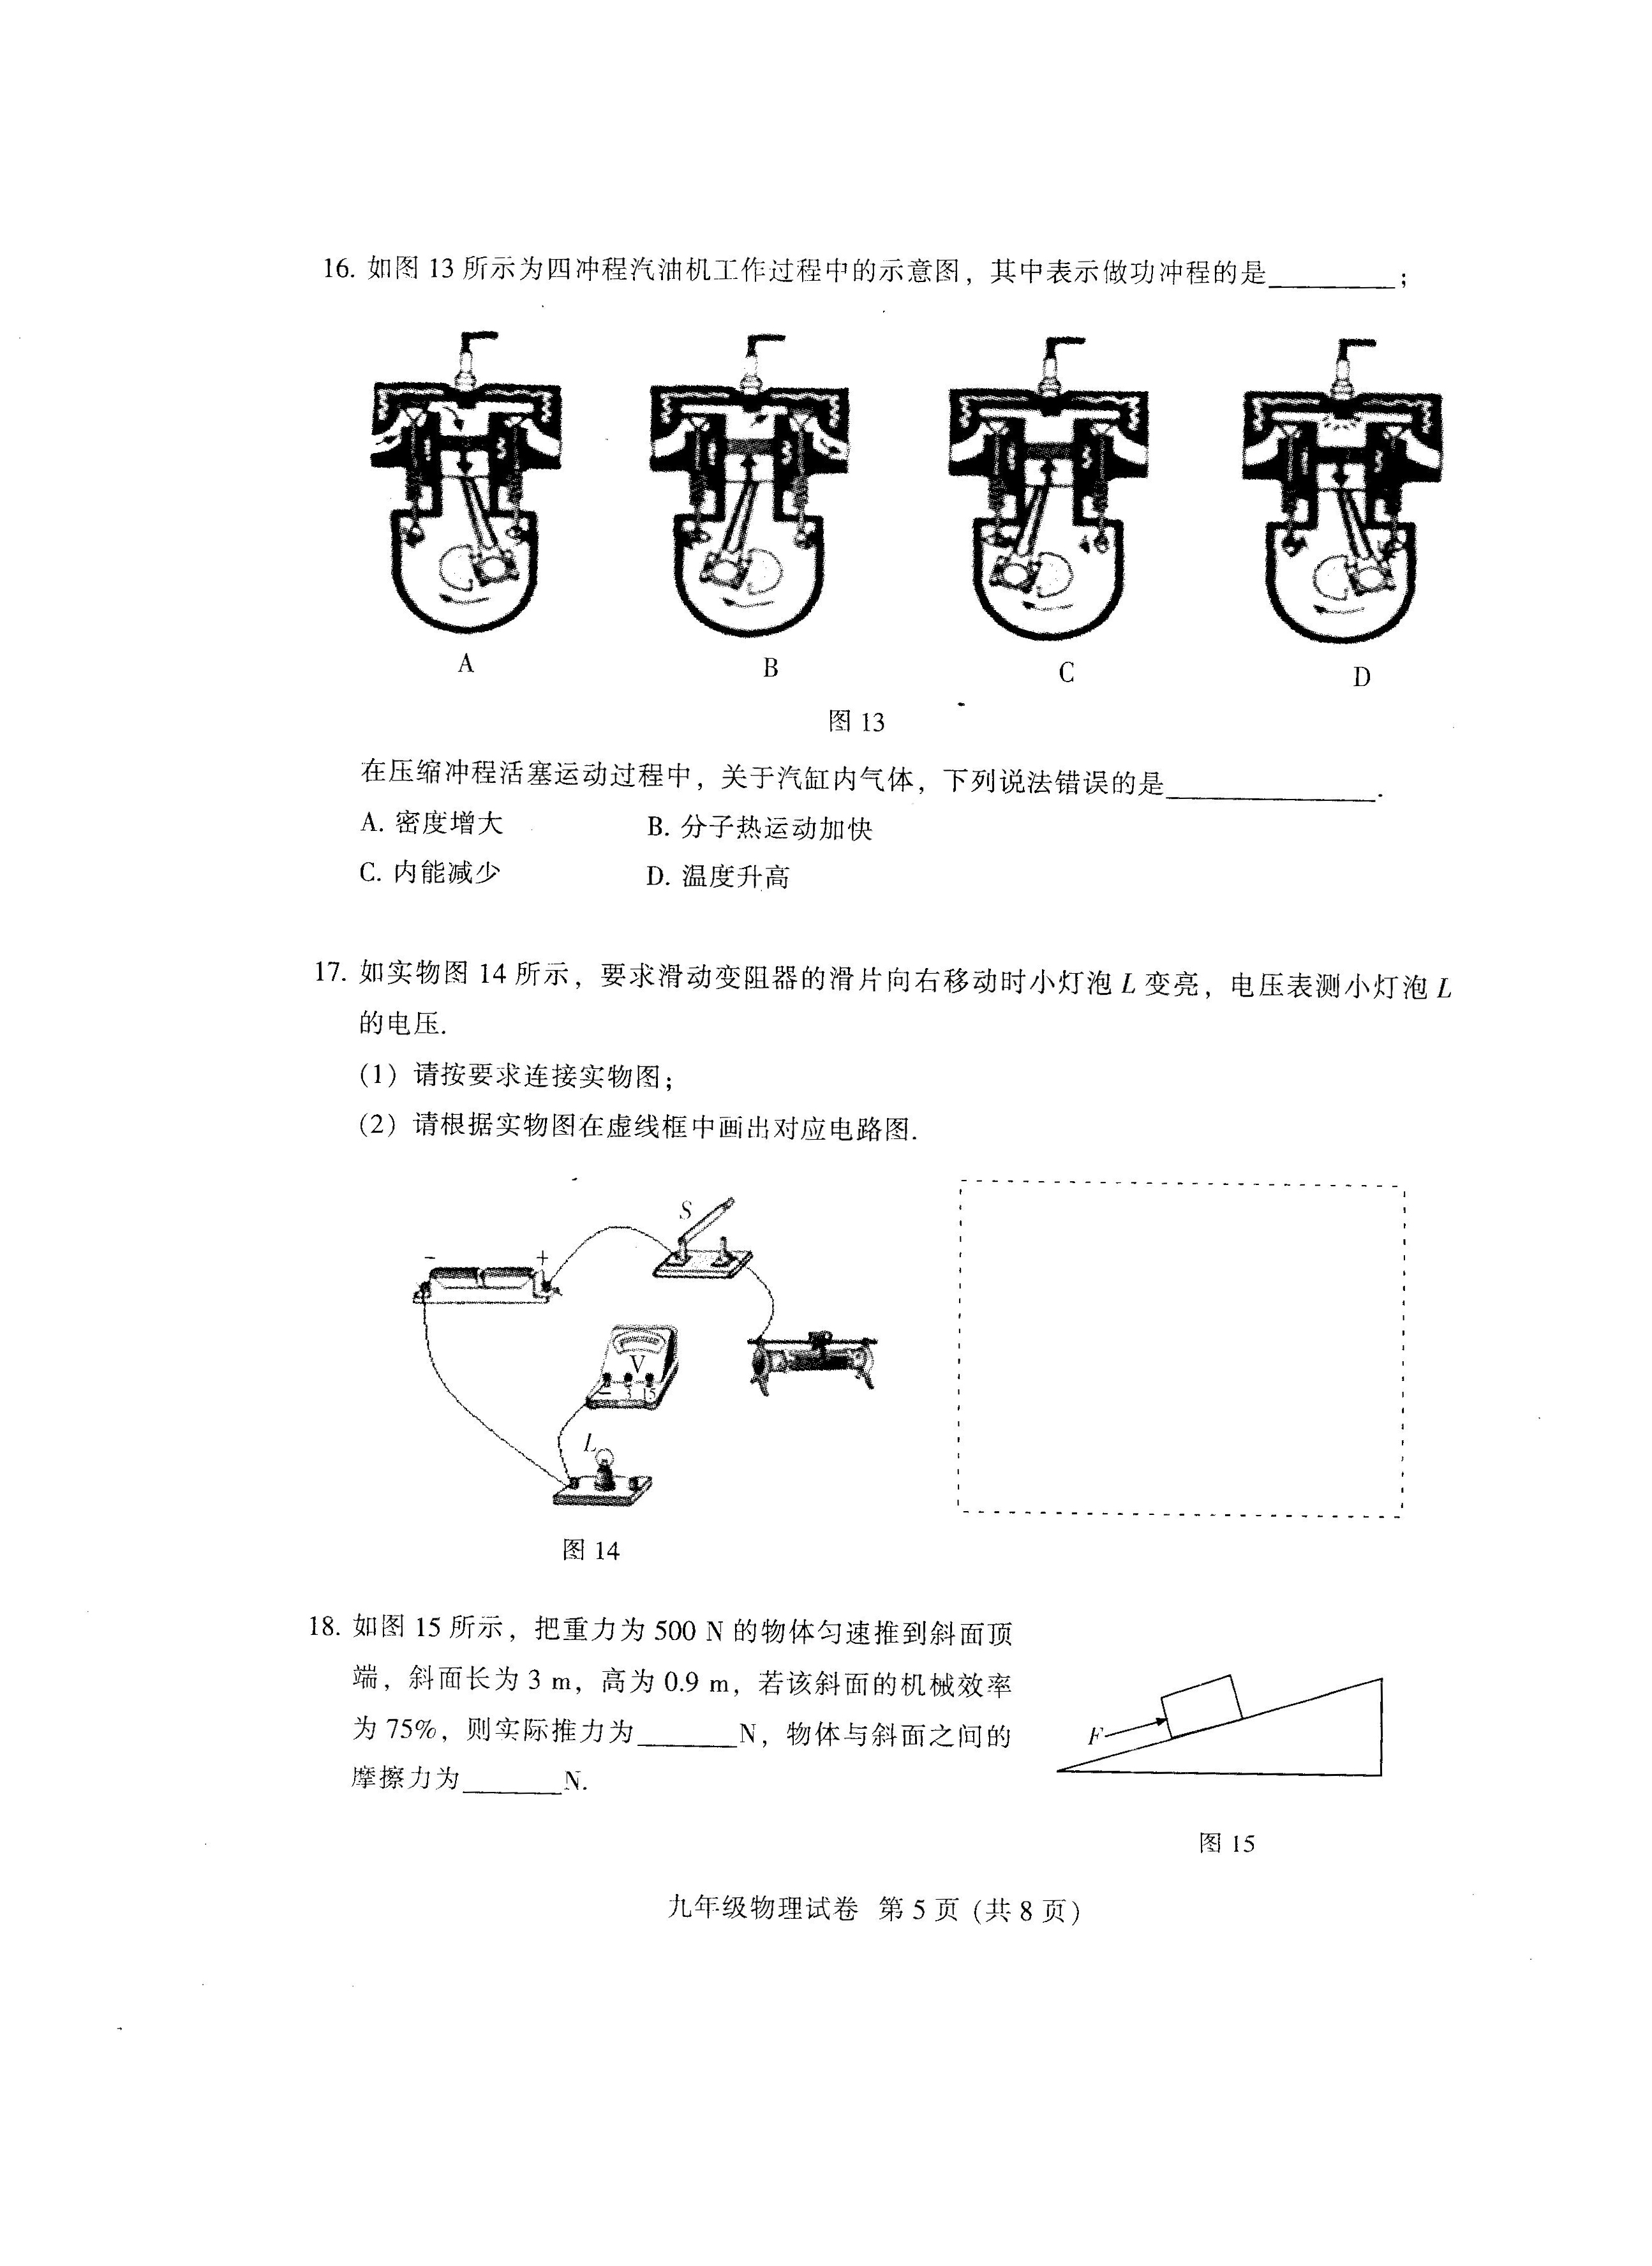 16. 如图 13 所示为四冲程汽油机工作过程中的示意图，其中表示做功冲程的是________；
A B C D
图 13
在压缩冲程活塞运动过程中，关于汽缸内气体，下列说法错误的是________.
A. 密度增大 B. 分子热运动加快
C. 内能减少 D. 温度升高
17. 如实物图 14 所示，要求滑动变阻器的滑片向右移动时小灯泡 L 变亮，电压表测小灯泡 L
的电压.
(1) 请按要求连接实物图；
(2) 请根据实物图在虚线框中画出对应电路图.
S
- +
V
- 3 15
L
图 14
18. 如图 15 所示，把重力为 500 N 的物体匀速推到斜面顶
端，斜面长为 3 m，高为 0.9 m，若该斜面的机械效率
为 75%，则实际推力为______N，物体与斜面之间的
摩擦力为______N.
F
图 15
九年级物理试卷 第 5 页 (共 8 页)